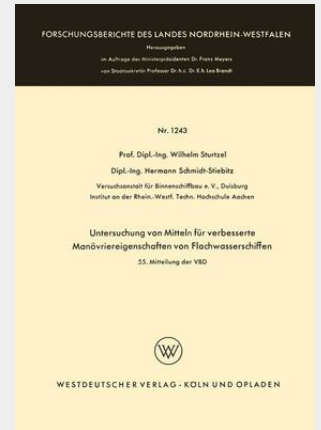 FORSCHUNGSBERICHTE DES LANDES NORDRHEIN-WESTFALEN
Herausgegeben
im Auftrage des Ministerpräsidenten Dr. Franz Meyers
von Staatssekretär Professor Dr. h. c. Dr. E. h. Leo Brandt
Nr. 1243
Prof. Dipl.-Ing. Wilhelm Sturtzel
Dipl.-Ing. Hermann Schmidt-Stiebitz
Versuchsanstalt für Binnenschiffbau e. V., Duisburg
Institut an der Rhein.-Westf. Techn. Hochschule Aachen
Untersuchung von Mitteln für verbesserte
Manövriereigenschaften von Flachwasserschiffen
55. Mitteilung der VBD
WESTDEUTSCHER VERLAG · KÖLN UND OPLADEN